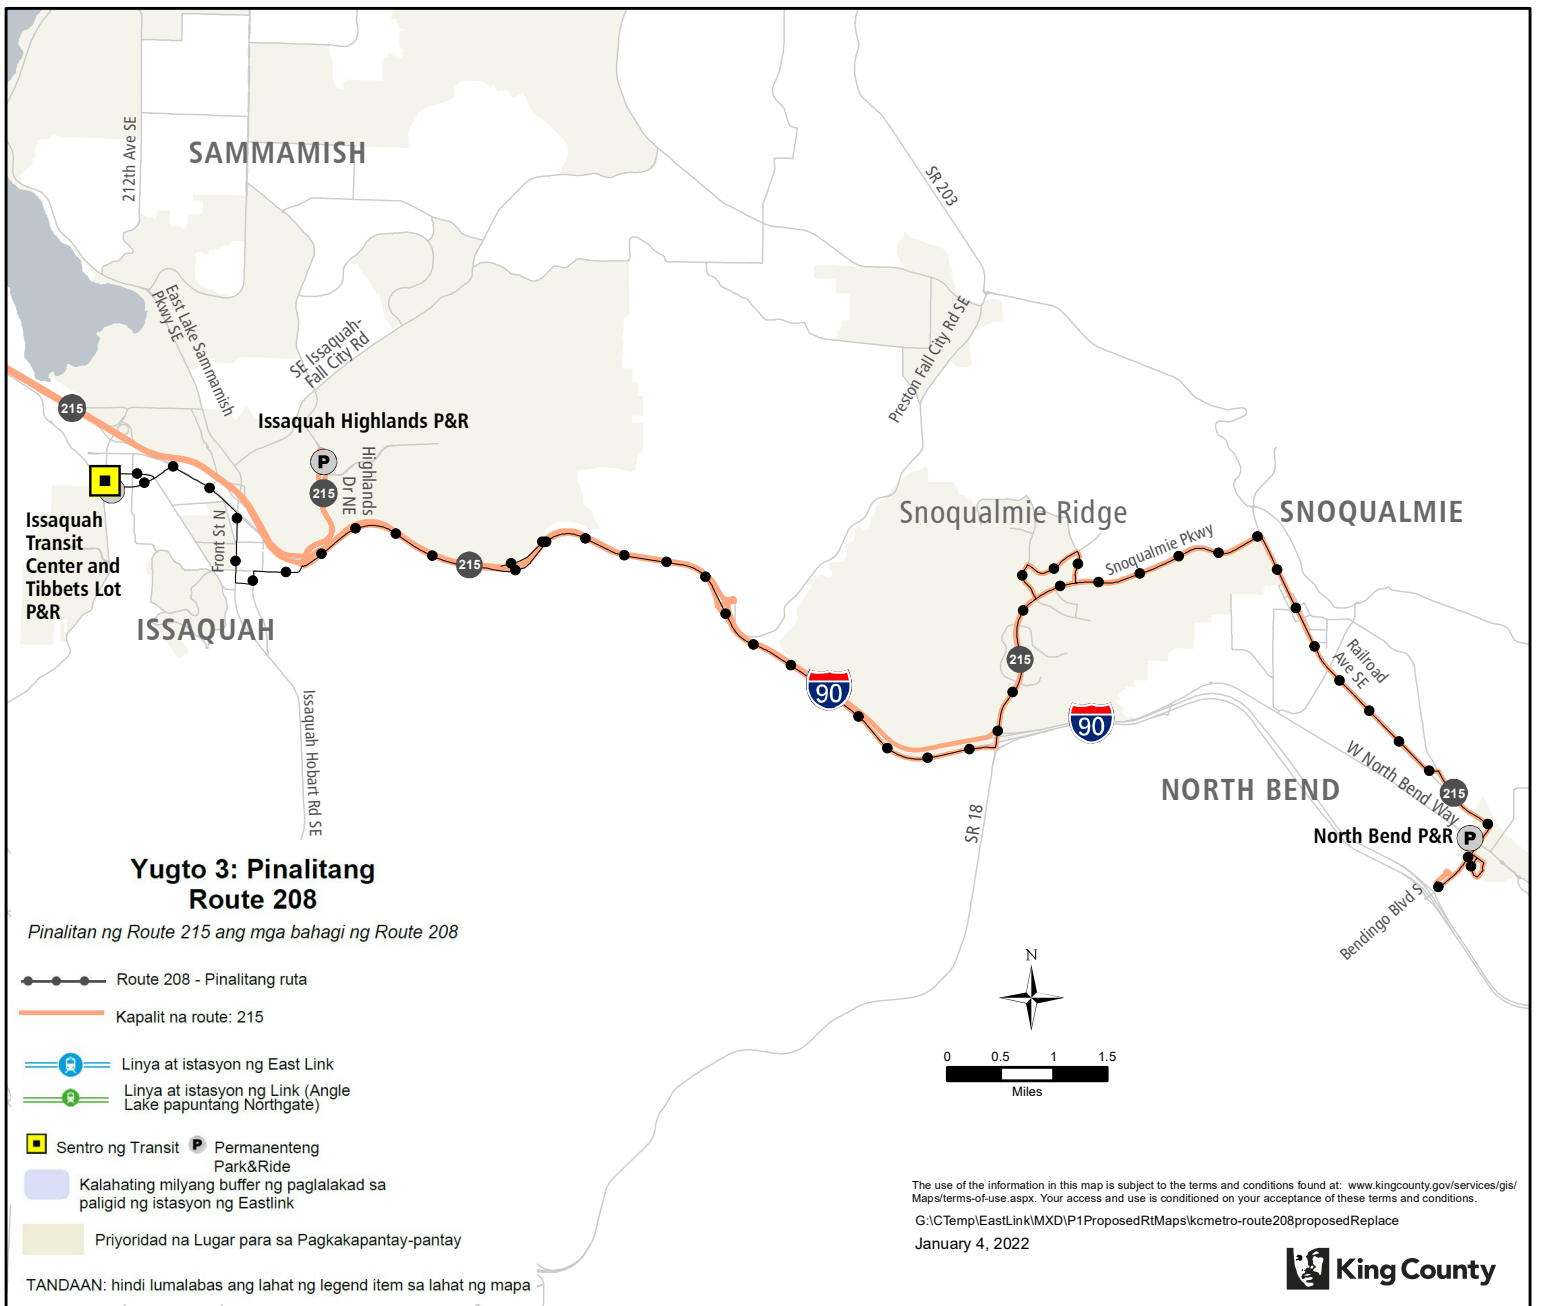 SAMMAMISH
212th Ave SE
SR 203
East Lake Sammamish
Pkwy SE
SE Issaquah-
Fall City Rd
Preston Fall City Rd SE
215
Issaquah Highlands P&R
P
215
Highlands
Dr NE
Front St N
Issaquah
Transit
Center and
Tibbets Lot
P&R
ISSAQUAH
215
Issaquah Hobart Rd SE
Snoqualmie Ridge
Snoqualmie Pkwy
SNOQUALMIE
215
90
90
Railroad
Ave SE
W North Bend Way
NORTH BEND
215
North Bend P&R
P
SR 18
Bendingo Blvd S
Yugto 3: Pinalitang
Route 208
Pinalitan ng Route 215 ang mga bahagi ng Route 208
Route 208 - Pinalitang ruta
Kapalit na route: 215
Linya at istasyon ng East Link
Linya at istasyon ng Link (Angle
Lake papuntang Northgate)
Sentro ng Transit
P
Permanenteng
Park&Ride
Kalahating milyang buffer ng paglalakad sa
paligid ng istasyon ng Eastlink
Priyoridad na Lugar para sa Pagkakapantay-pantay
TANDAAN: hindi lumalabas ang lahat ng legend item sa lahat ng mapa
N
0 0.5 1 1.5
Miles
The use of the information in this map is subject to the terms and conditions found at: www.kingcounty.gov/services/gis/
Maps/terms-of-use.aspx. Your access and use is conditioned on your acceptance of these terms and conditions.
G:\CTemp\EastLink\MXD\P1ProposedRtMaps\kcmetro-route208proposedReplace
January 4, 2022
King County